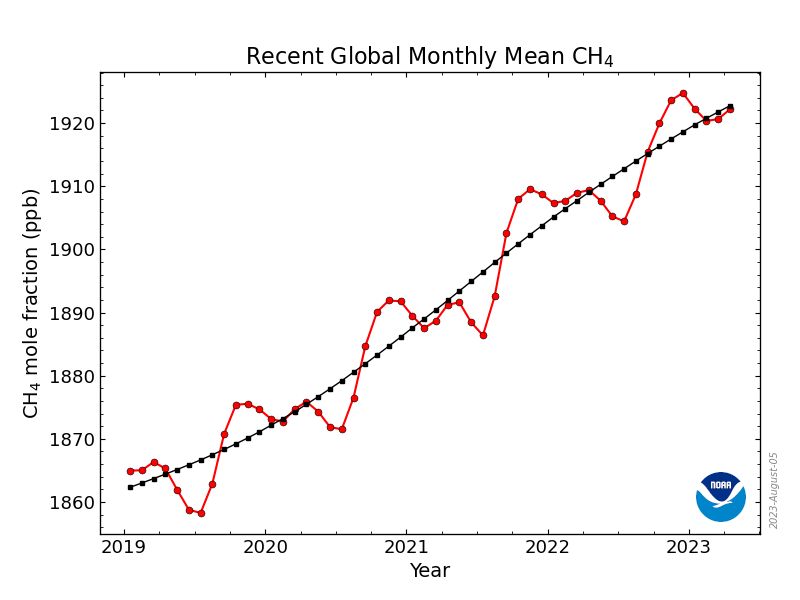 Recent Global Monthly Mean CH₄
CH₄ mole fraction (ppb)
1920
1910
1900
1890
1880
1870
1860
2019 2020 2021 2022 2023
Year
NOAA
2023-August-05